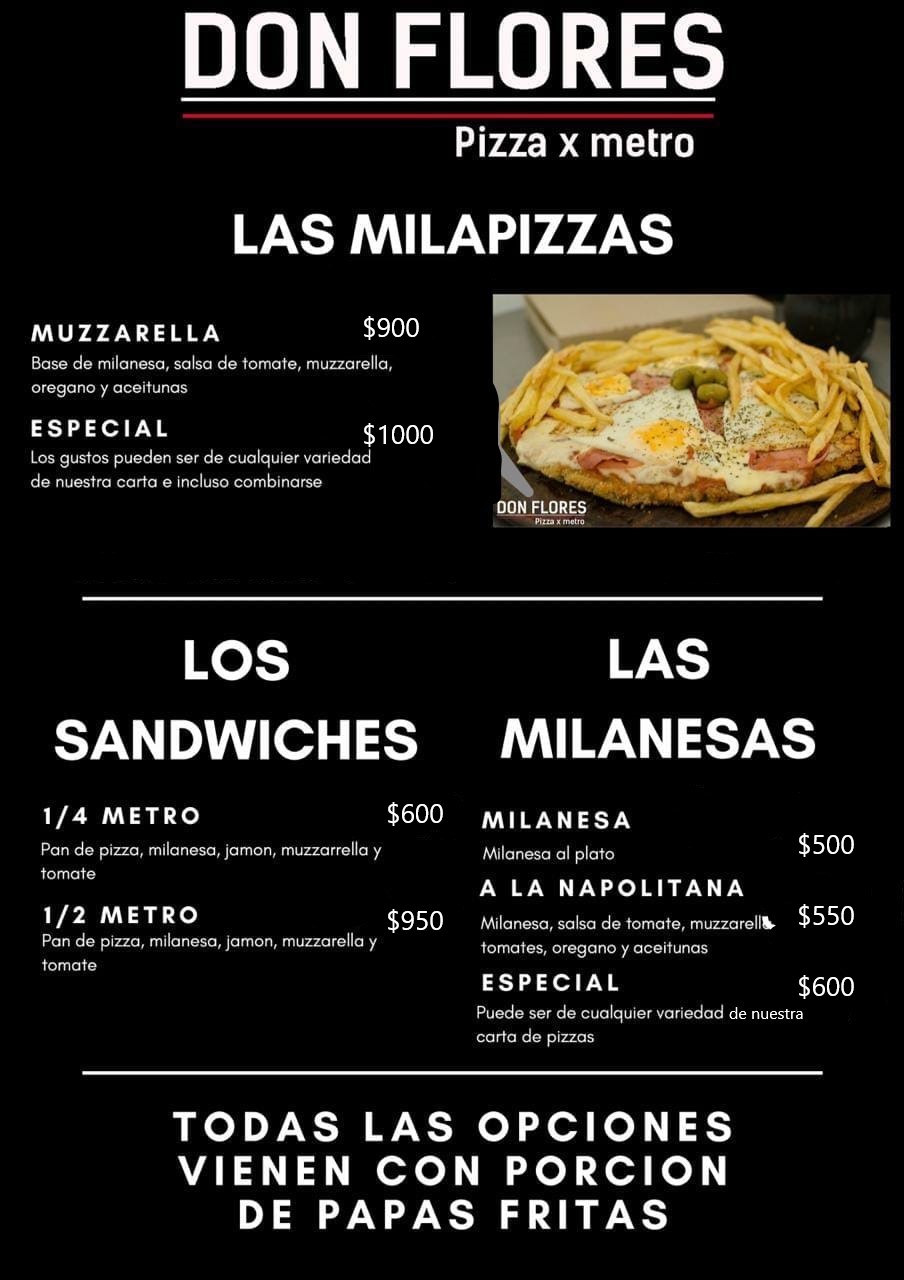 DON FLORES
Pizza x metro
LAS MILAPIZZAS
MUZZARELLA
$900
Base de milanesa, salsa de tomate, muzzarella,
oregano y aceitunas
ESPECIAL
$1000
Los gustos pueden ser de cualquier variedad
de nuestra carta e incluso combinarse
DON FLORES
Pizza x metro
LOS
SANDWICHES
1/4 METRO
$600
Pan de pizza, milanesa, jamon, muzzarrella y
tomate
1/2 METRO
$950
Pan de pizza, milanesa, jamon, muzzarella y
tomate
LAS
MILANESAS
MILANESA
$500
Milanesa al plato
A LA NAPOLITANA
$550
Milanesa, salsa de tomate,
tomates, oregano y aceitunas
ESPECIAL
$600
Puede ser de cualquier variedad de nuestra
carta de pizzas
TODAS LAS OPCIONES
VIENEN CON PORCION
DE PAPAS FRITAS